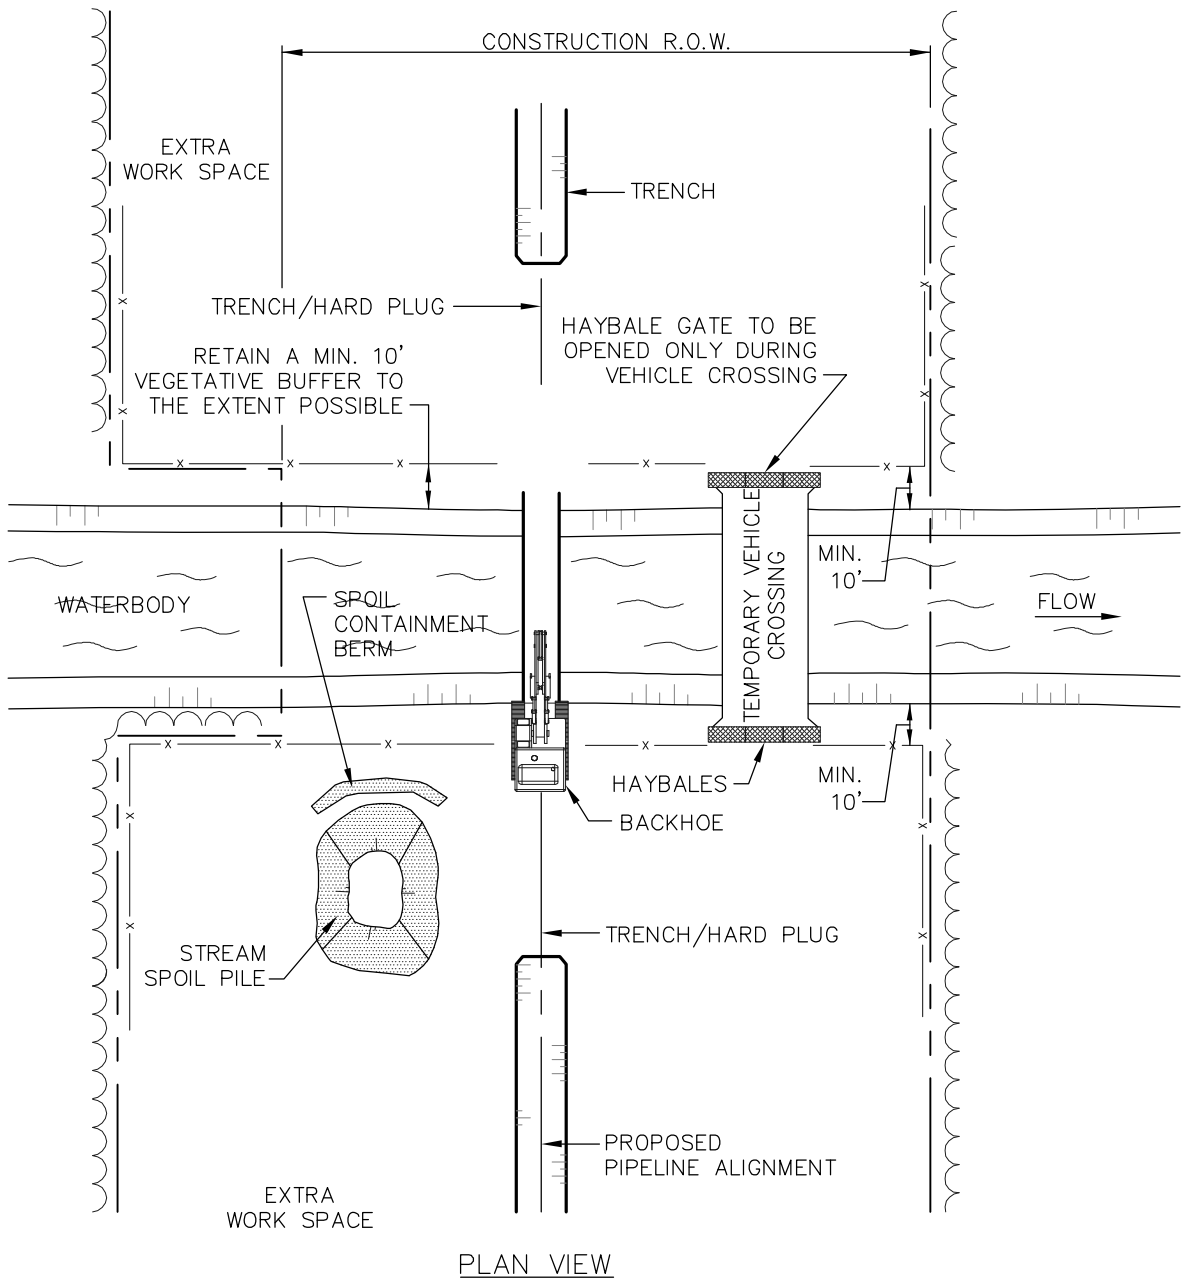 CONSTRUCTION R.O.W.
EXTRA
WORK SPACE
TRENCH
TRENCH/HARD PLUG
HAYBALE GATE TO BE
OPENED ONLY DURING
VEHICLE CROSSING
RETAIN A MIN. 10'
VEGETATIVE BUFFER TO
THE EXTENT POSSIBLE
TEMPORARY VEHICLE
CROSSING
MIN.
10'
WATERBODY
SPOIL
CONTAINMENT
BERM
FLOW
HAYBALES
MIN.
10'
BACKHOE
STREAM
SPOIL PILE
TRENCH/HARD PLUG
PROPOSED
PIPELINE ALIGNMENT
EXTRA
WORK SPACE
PLAN VIEW